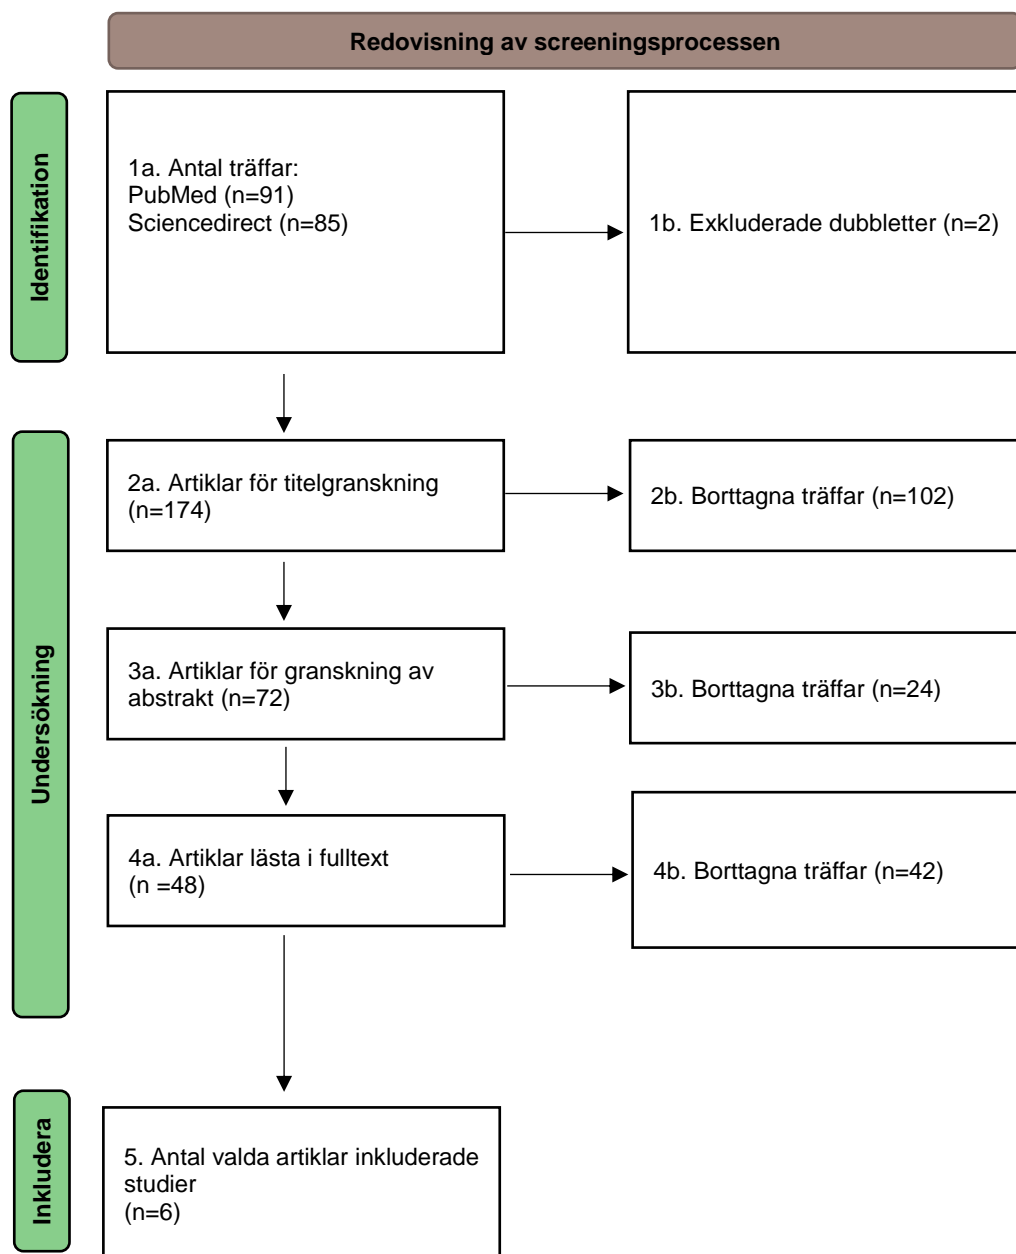 Redovisning av screeningsprocessen
Identifikation
1a. Antal träffar:
PubMed (n=91)
Sciencedirect (n=85)
1b. Exkluderade dubbletter (n=2)
Undersökning
2a. Artiklar för titelgranskning
(n=174)
2b. Borttagna träffar (n=102)
3a. Artiklar för granskning av
abstrakt (n=72)
3b. Borttagna träffar (n=24)
4a. Artiklar lästa i fulltext
(n =48)
4b. Borttagna träffar (n=42)
Inkludera
5. Antal valda artiklar inkluderade
studier
(n=6)